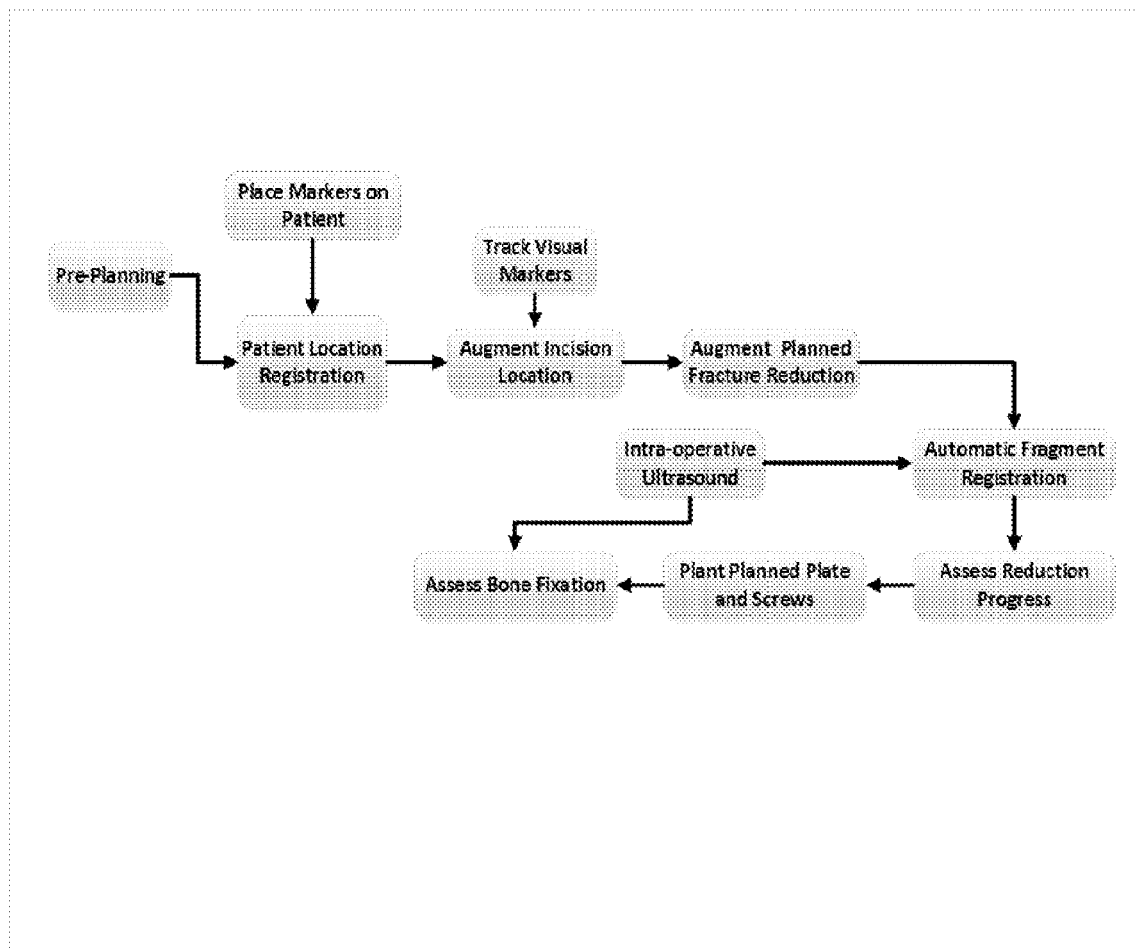 Place Markers on
Patient
Pre-Planning
Track Visual
Markers
Patient Location
Registration
Augment Incision
Location
Augment Planned
Fracture Reduction
Intra-operative
Ultrasound
Automatic Fragment
Registration
Assess Bone Fixation
Plant Planned Plate
and Screws
Assess Reduction
Progress